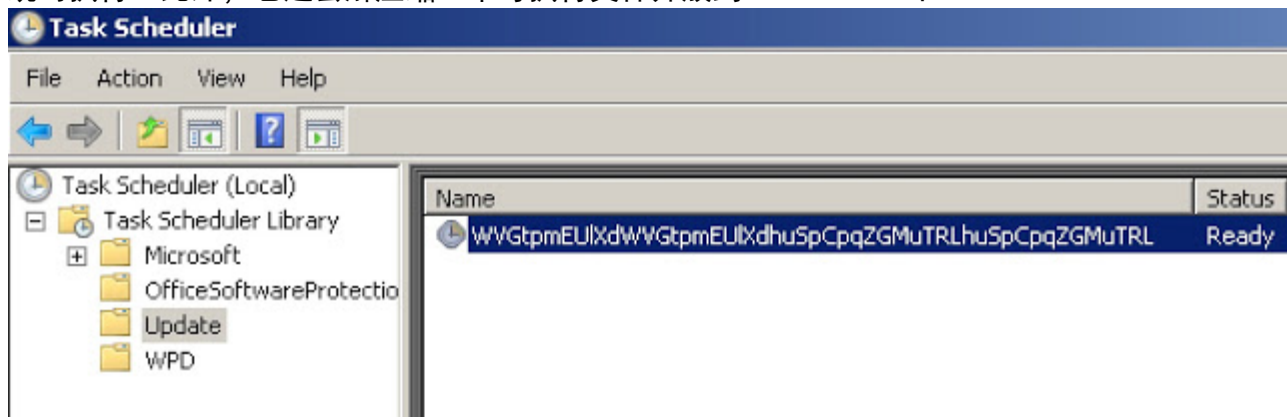 Task Scheduler
File Action View Help
Task Scheduler (Local)
Task Scheduler Library
Microsoft
OfficeSoftwareProtectio
Update
WPD
Name Status
WVGtpmEUlXdWVGtpmEUlXdhuSpCpqZGMuTRLhuSpCpqZGMuTRL Ready